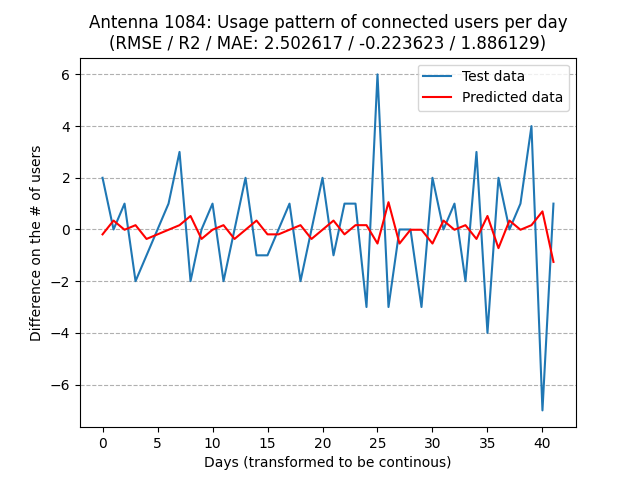 Antenna 1084: Usage pattern of connected users per day
(RMSE / R2 / MAE: 2.502617 / -0.223623 / 1.886129)
Test data
Predicted data
6
4
2
0
−2
−4
−6
Difference on the # of users
0 5 10 15 20 25 30 35 40
Days (transformed to be continous)